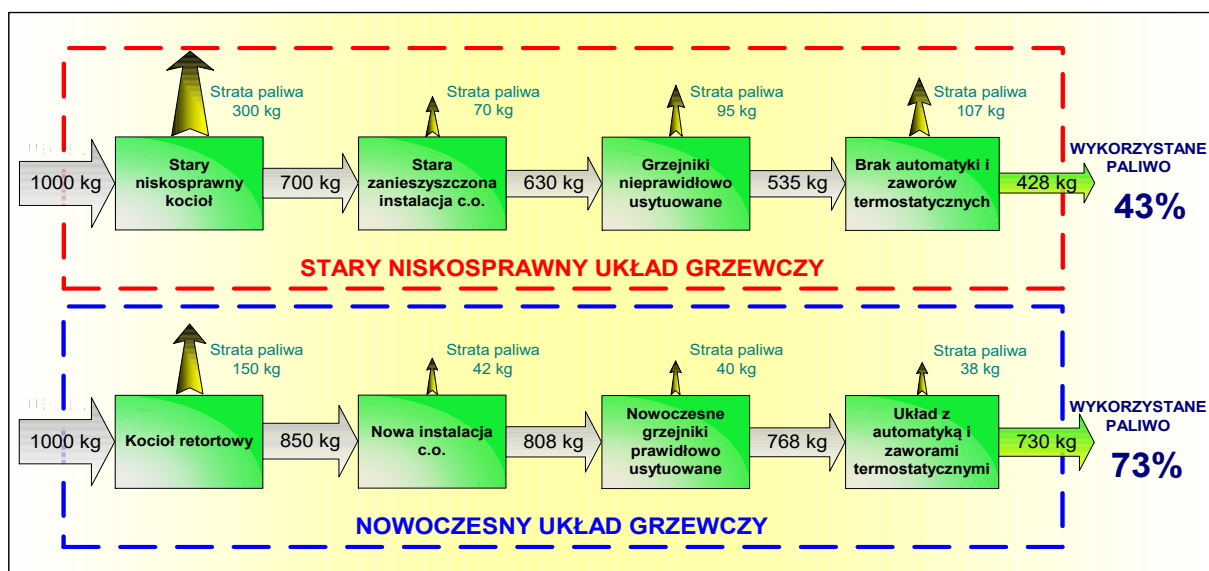 Strata paliwa
300 kg
Strata paliwa
70 kg
Strata paliwa
95 kg
Strata paliwa
107 kg
1000 kg
Stary
niskosprawny
kocioł
700 kg
Stara
zanieszyszczona
instalacja c.o.
630 kg
Grzejniki
nieprawidłowo
usytuowane
535 kg
Brak automatyki i
zaworów
termostatycznych
428 kg
WYKORZYSTANE
PALIWO
43%
STARY NISKOSPRAWNY UKŁAD GRZEWCZY
Strata paliwa
150 kg
Strata paliwa
42 kg
Strata paliwa
40 kg
Strata paliwa
38 kg
1000 kg
Kocioł retortowy
850 kg
Nowa instalacja
c.o.
808 kg
Nowoczesne
grzejniki
prawidłowo
usytuowane
768 kg
Układ z
automatyką i
zaworami
termostatycznymi
730 kg
WYKORZYSTANE
PALIWO
73%
NOWOCZESNY UKŁAD GRZEWCZY